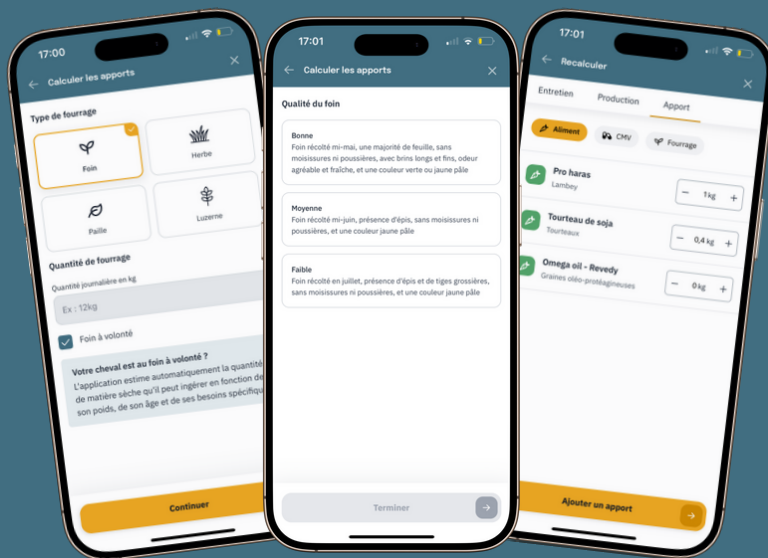 17:00
Calculer les apports
Type de fourrage
Foin
Herbe
Paille
Luzerne
Quantité de fourrage
Quantité journalière en kg
Ex : 12kg
Foin à volonté
Votre cheval est au foin à volonté ?
L'application estime automatiquement la quantité
de matière sèche qu'il peut ingérer en fonction de
son poids, de son âge et de ses besoins
Continuer
17:01
Calculer les apports
Qualité du foin
Bonne
Foin récolté mi-mai, une majorité de feuille, sans
moisissures ni poussières, avec brins longs et fins, odeur
agréable et fraîche, et une couleur verte ou jaune pâle
Moyenne
Foin récolté mi-juin, présence d'épis, sans moisissures ni
poussières, et une couleur jaune pâle
Faible
Foin récolté en juillet, présence d'épis et de tiges grossières,
sans moisissures ni poussières, et une couleur jaune pâle
Terminer
17:01
Recalculer
Entretien
Production
Apport
Aliment
CMV
Fourrage
Pro haras
Lambey
1 kg
Tourteau de soja
Tourteaux
0,4 kg
Omega oil - Revedy
Graines oléo-protéagineuses
0 kg
Ajouter un apport